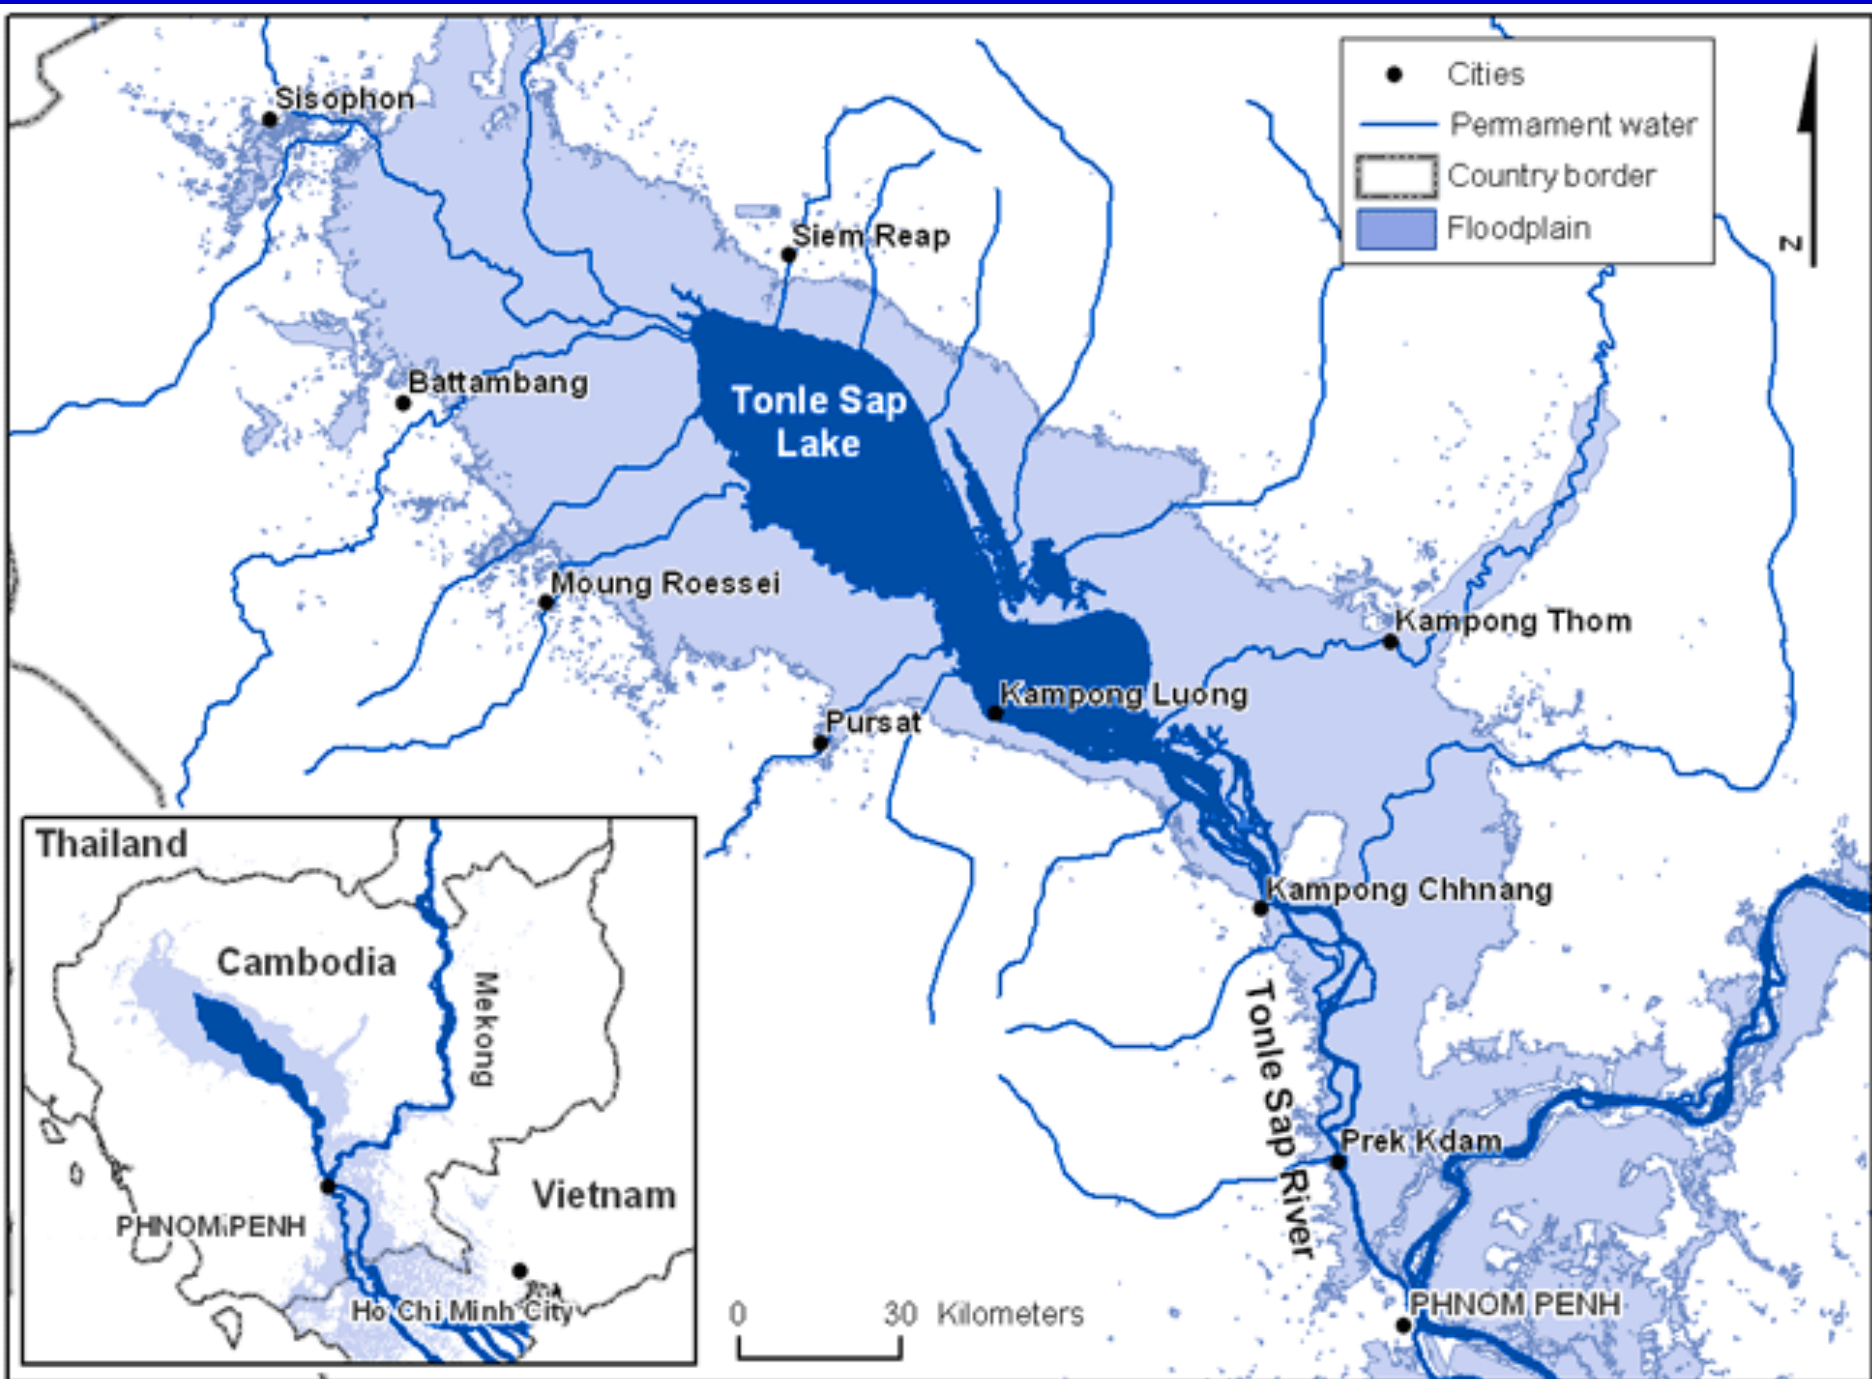 Cities
Permament water
Country border
Floodplain
N
Sisophon
Siem Reap
Battambang
Tonle Sap
Lake
Moung Roessei
Kampong Thom
Kampong Luong
Pursat
Kampong Chhnang
Tonle Sap River
Prek Kdam
PHNOM PENH
0 30 Kilometers
Thailand
Cambodia
Mekong
Vietnam
PHNOM PENH
Ho Chi Minh City